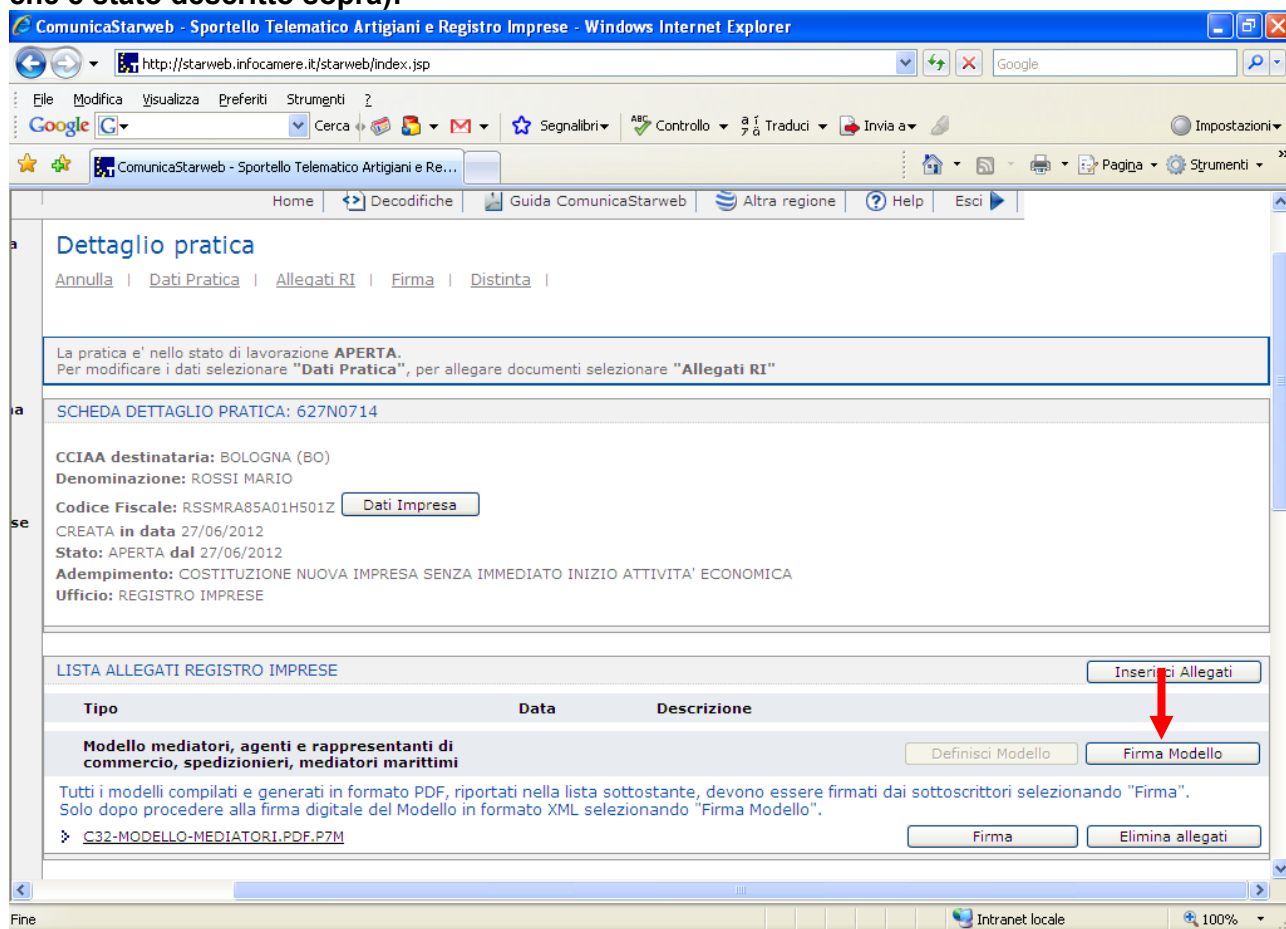 che è stato descritto sopra).
ComunicaStarweb - Sportello Telematico Artigiani e Registro Imprese - Windows Internet Explorer
http://starweb.infocamere.it/starweb/index.jsp
Google
File Modifica Visualizza Preferiti Strumenti ?
Google G Cerca Segnalibri ABC Controllo Traduci Invia a Impostazioni
ComunicaStarweb - Sportello Telematico Artigiani e Re... Pagina Strumenti »
Home Decodifiche Guida ComunicaStarweb Altra regione Help Esci
a
Dettaglio pratica
Annulla | Dati Pratica | Allegati RI | Firma | Distinta |
La pratica e' nello stato di lavorazione APERTA.
Per modificare i dati selezionare "Dati Pratica", per allegare documenti selezionare "Allegati RI"
SCHEDA DETTAGLIO PRATICA: 627N0714
CCIAA destinataria: BOLOGNA (BO)
Denominazione: ROSSI MARIO
Codice Fiscale: RSSMRA85A01H501Z Dati Impresa
se
CREATA in data 27/06/2012
Stato: APERTA dal 27/06/2012
Adempimento: COSTITUZIONE NUOVA IMPRESA SENZA IMMEDIATO INIZIO ATTIVITA' ECONOMICA
Ufficio: REGISTRO IMPRESE
LISTA ALLEGATI REGISTRO IMPRESE Inserisci Allegati
Tipo Data Descrizione
Modello mediatori, agenti e rappresentanti di
commercio, spedizionieri, mediatori marittimi
Definisci Modello Firma Modello
Tutti i modelli compilati e generati in formato PDF, riportati nella lista sottostante, devono essere firmati dai sottoscrittori selezionando "Firma".
Solo dopo procedere alla firma digitale del Modello in formato XML selezionando "Firma Modello".
C32-MODELLO-MEDIATORI.PDF.P7M Firma Elimina allegati
Fine Intranet locale 100%